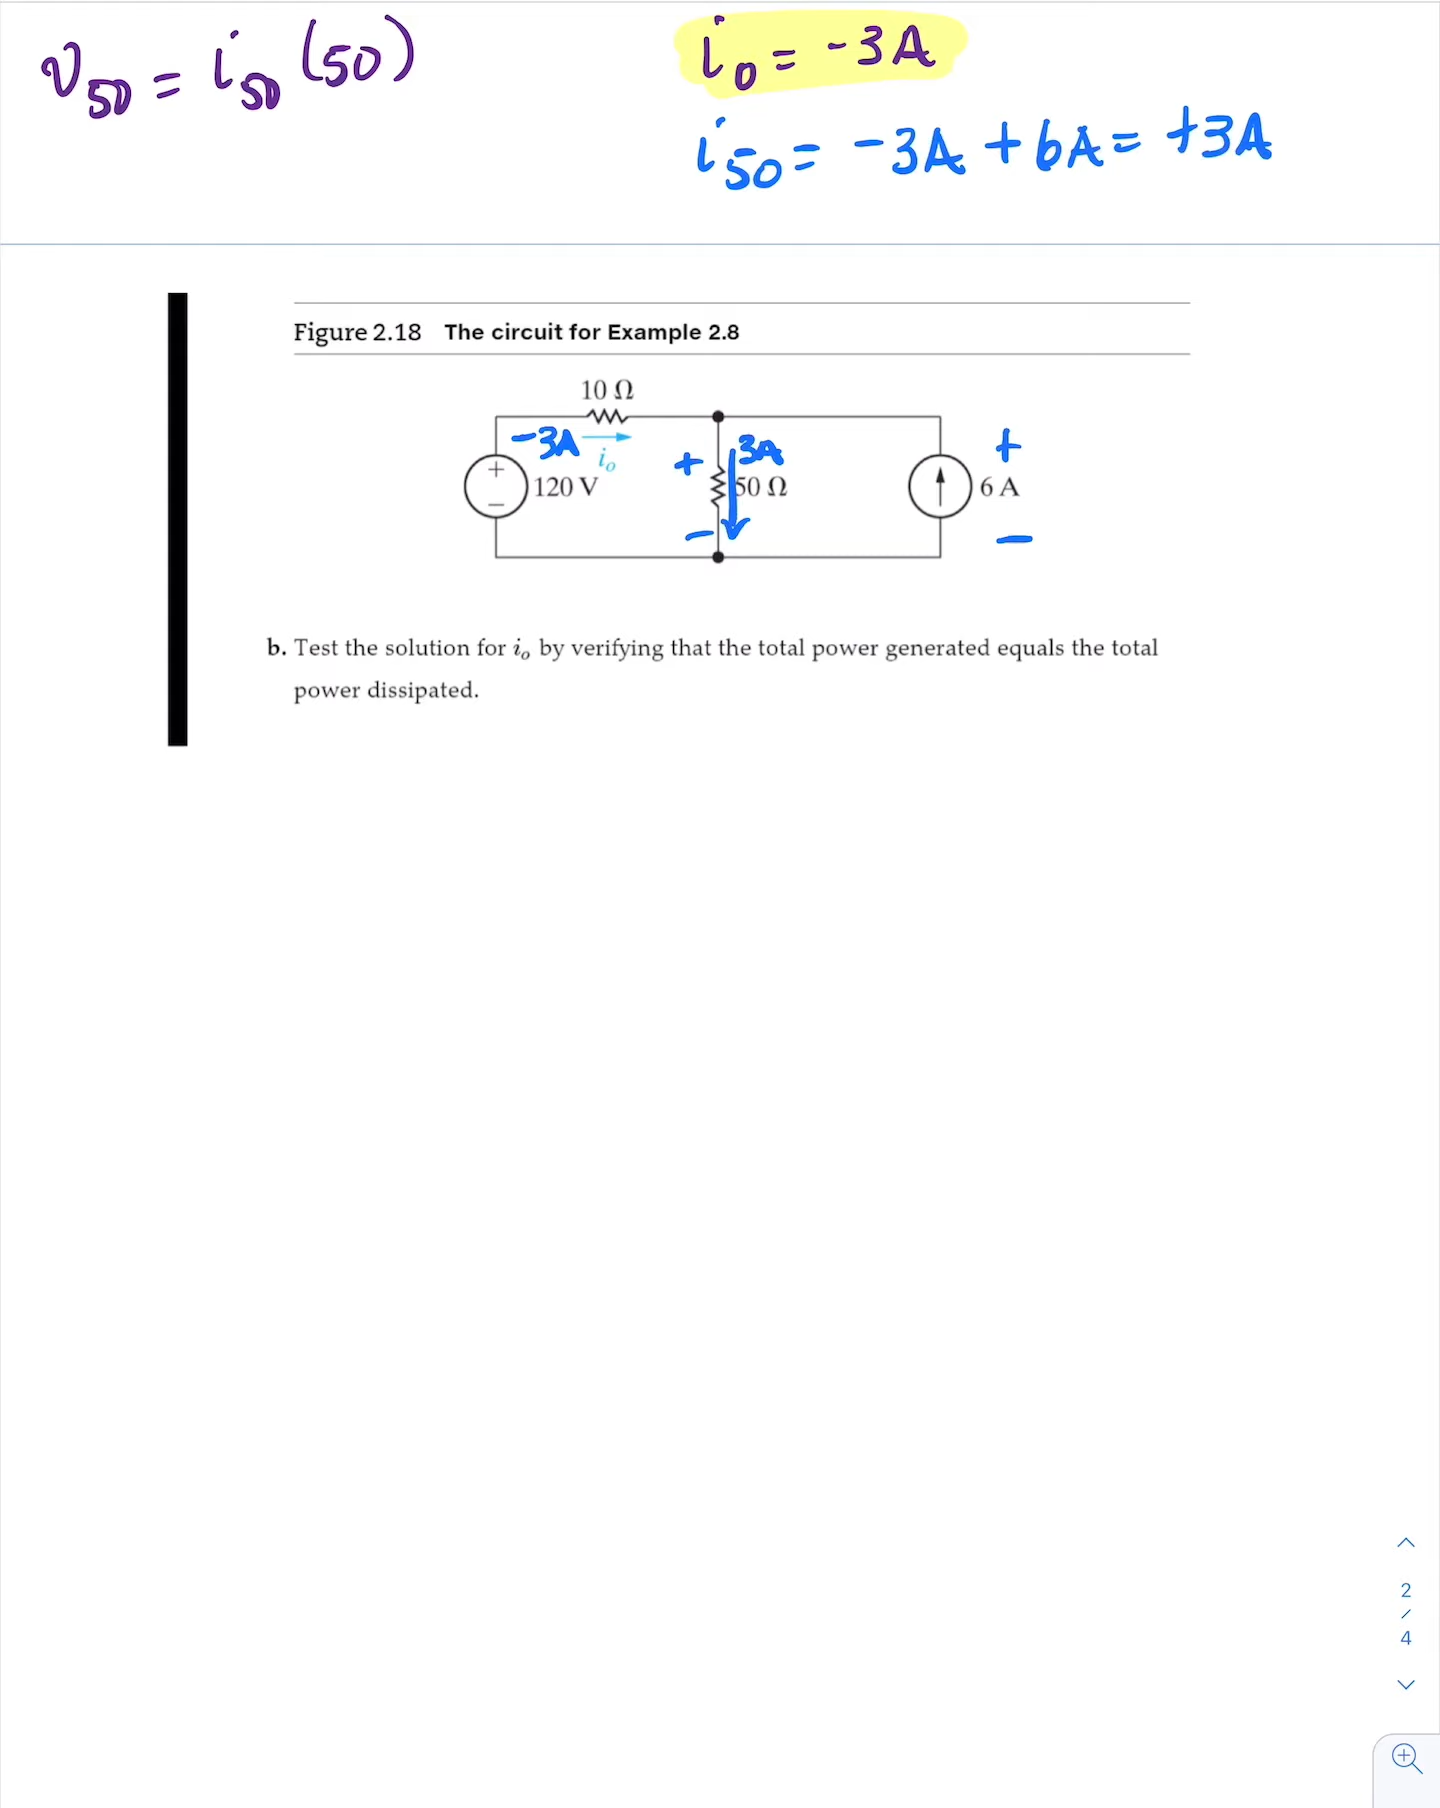 v50 = i50 (50)
io = -3A
i50 = -3A + 6A = +3A
Figure 2.18 The circuit for Example 2.8
10 Ω
-3A
io
+
3A
+
+
120 V
50 Ω
6 A
−
−
−
b. Test the solution for io by verifying that the total power generated equals the total
power dissipated.
2
/
4